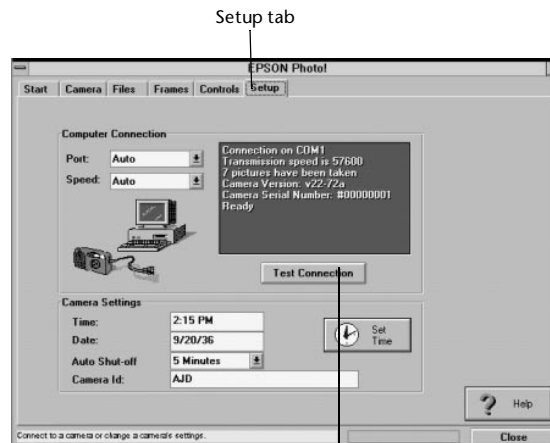 Setup tab
EPSON Photo!
Start Camera Files Frames Controls Setup
Computer Connection
Port: Auto
Speed: Auto
Connection on COM1
Transmission speed is 57600
7 pictures have been taken
Camera Version: v22-72a
Camera Serial Number: #00000001
Ready
Test Connection
Camera Settings
Time: 2:15 PM
Date: 9/20/36
Auto Shut-off 5 Minutes
Camera Id: AJD
Set
Time
Help
Connect to a camera or change a camera's settings.
Close